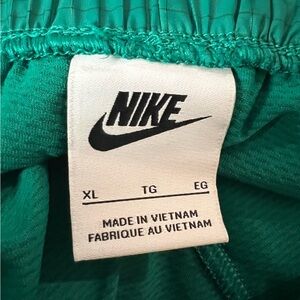 NIKE
XL TG EG
MADE IN VIETNAM
FABRIQUE AU VIETNAM